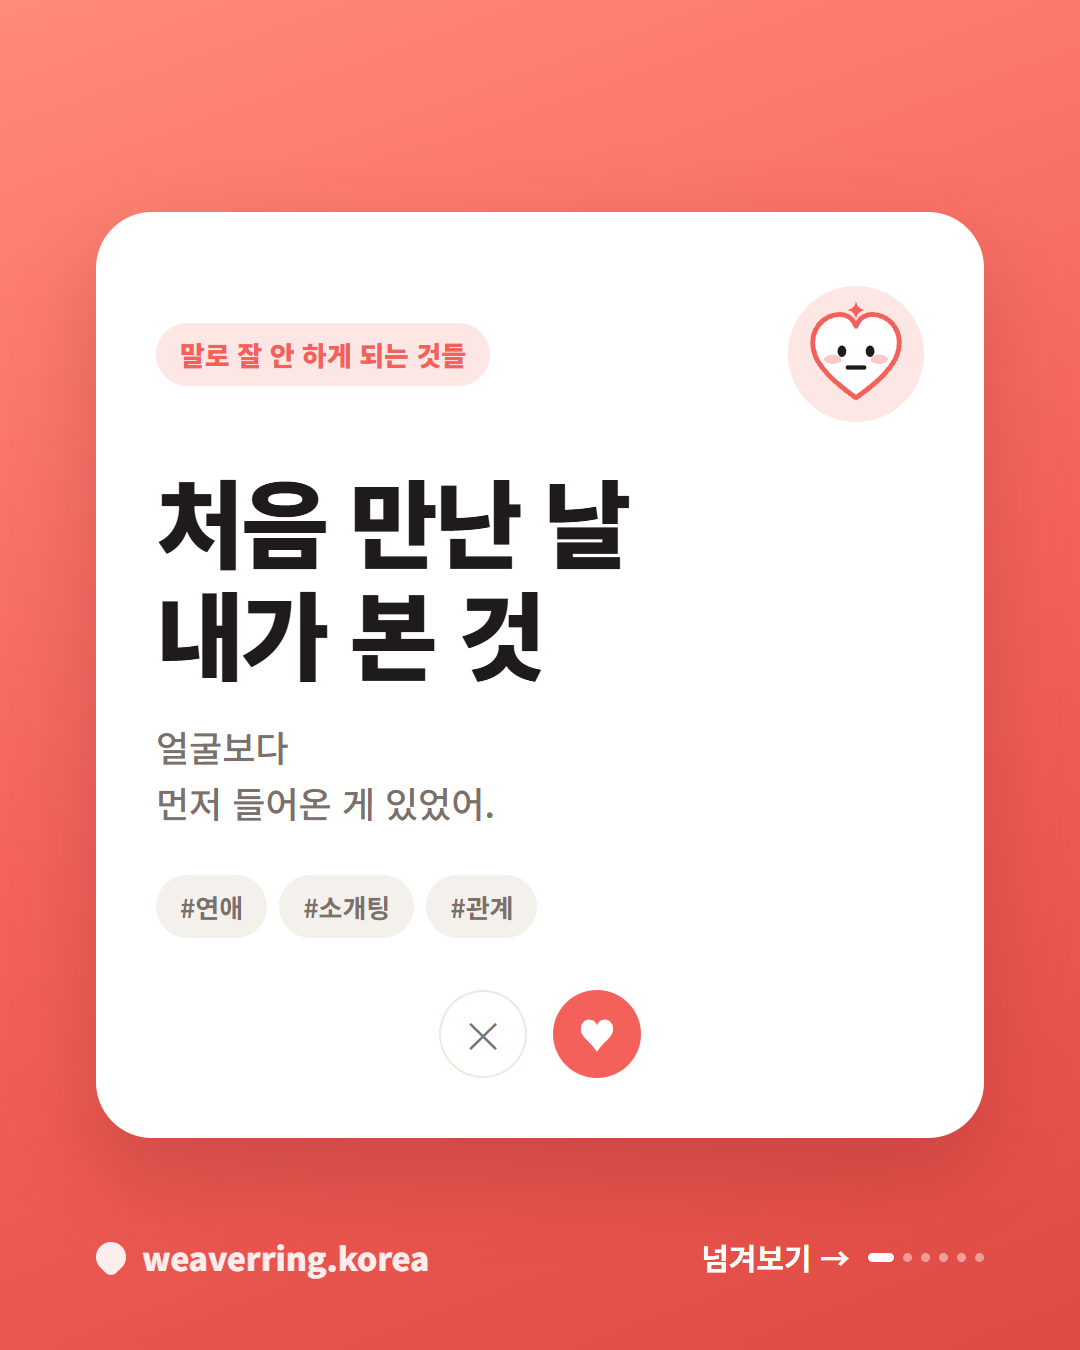 말로 잘 안 하게 되는 것들
처음 만난 날
내가 본 것
얼굴보다
먼저 들어온 게 있었어.
#연애 #소개팅 #관계
weaverring.korea
넘겨보기 →